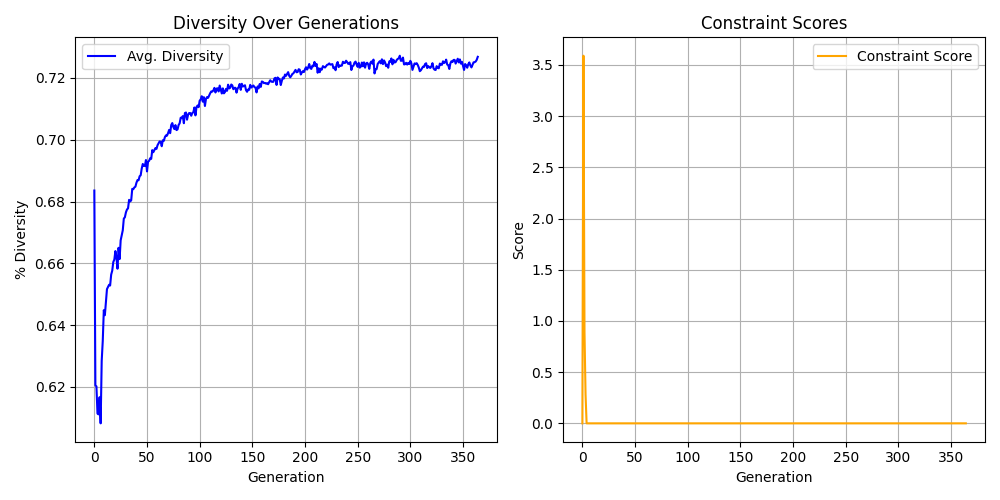 Diversity Over Generations
Avg. Diversity
% Diversity
0.72
0.70
0.68
0.66
0.64
0.62
0 50 100 150 200 250 300 350
Generation
Constraint Scores
Constraint Score
Score
3.5
3.0
2.5
2.0
1.5
1.0
0.5
0.0
0 50 100 150 200 250 300 350
Generation